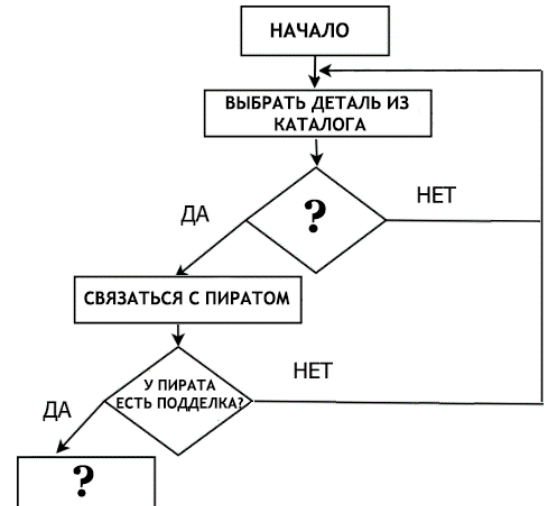 НАЧАЛО
ВЫБРАТЬ ДЕТАЛЬ ИЗ
КАТАЛОГА
?
ДА
НЕТ
СВЯЗАТЬСЯ С ПИРАТОМ
У ПИРАТА
ЕСТЬ ПОДДЕЛКА?
ДА
НЕТ
?